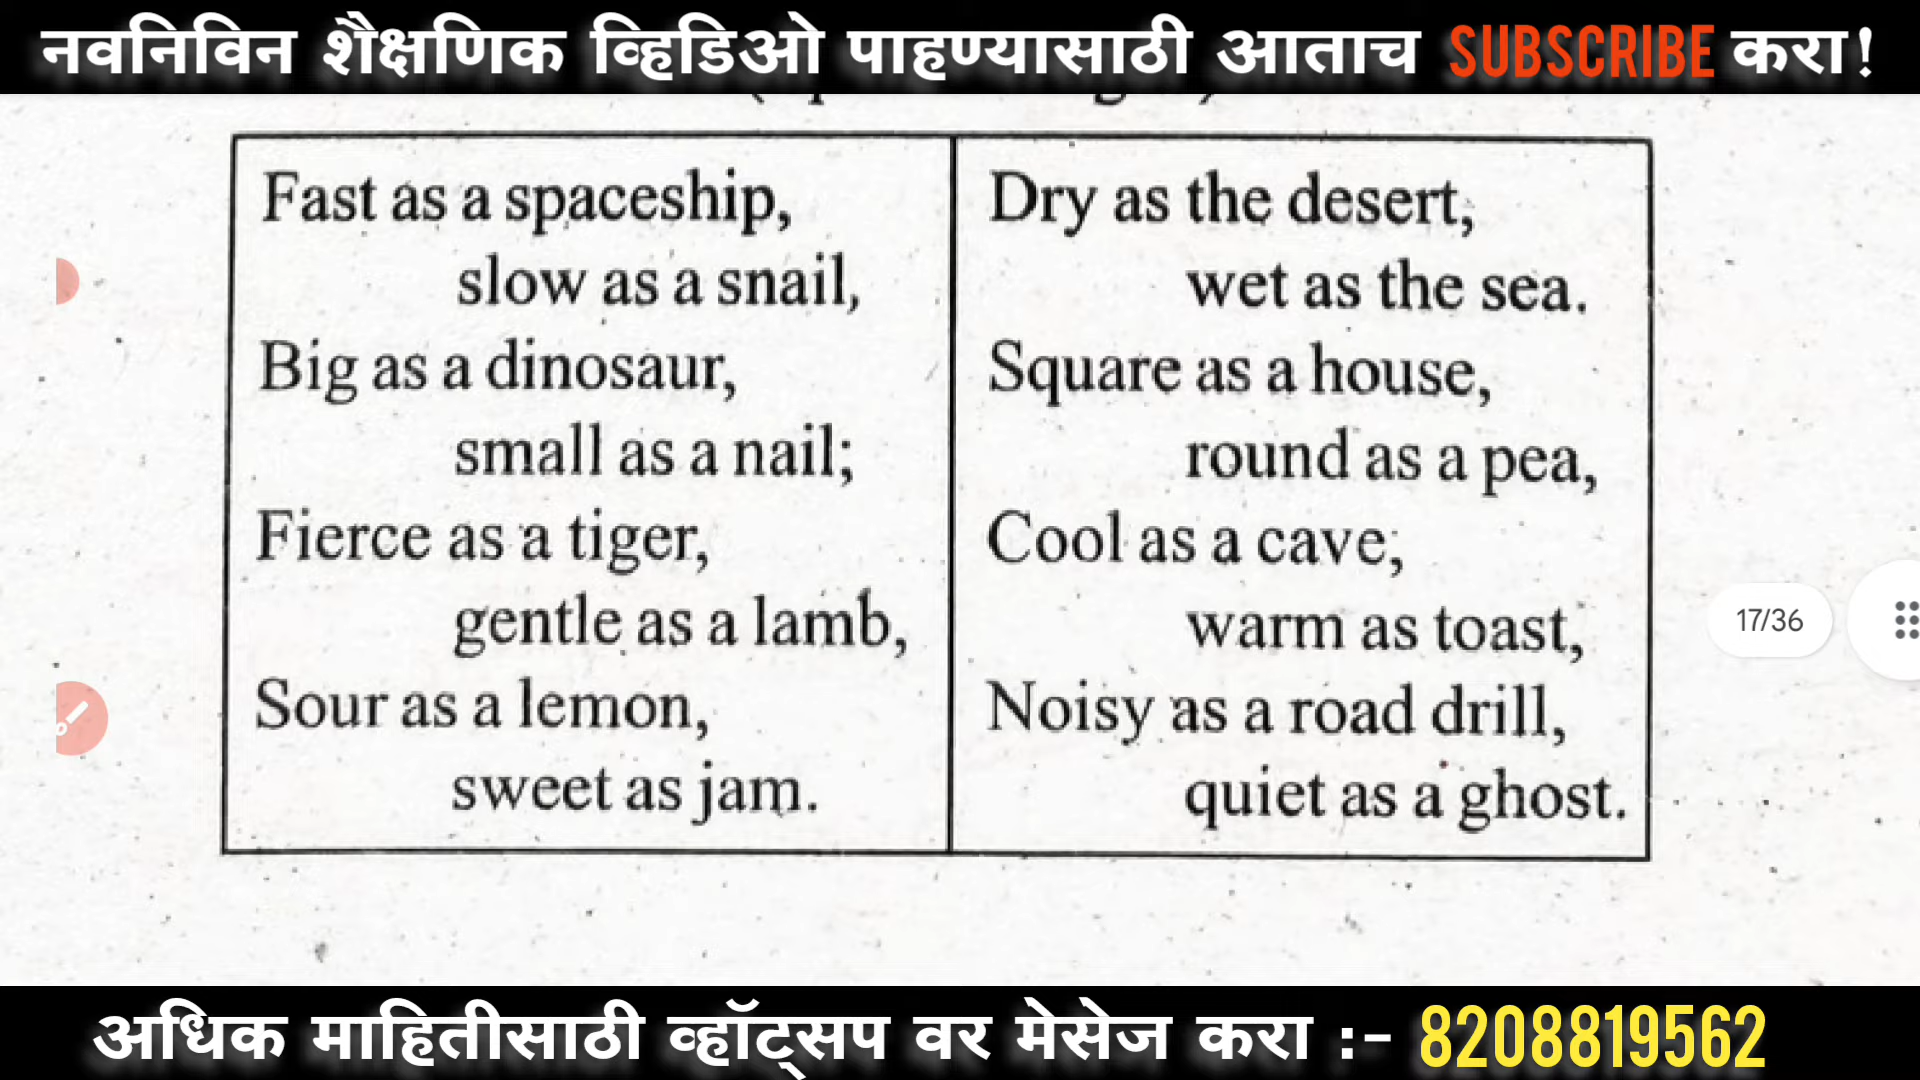 नवनिविन शैक्षणिक व्हिडिओ पाहण्यासाठी आताच SUBSCRIBE करा!
Fast as a spaceship,
slow as a snail,
Big as a dinosaur,
small as a nail;
Fierce as a tiger,
gentle as a lamb,
Sour as a lemon,
sweet as jam.
Dry as the desert,
wet as the sea.
Square as a house,
round as a pea,
Cool as a cave,
warm as toast,
Noisy as a road drill,
quiet as a ghost.
17/36
अधिक माहितीसाठी व्हॉट्सप वर मेसेज करा :- 8208819562